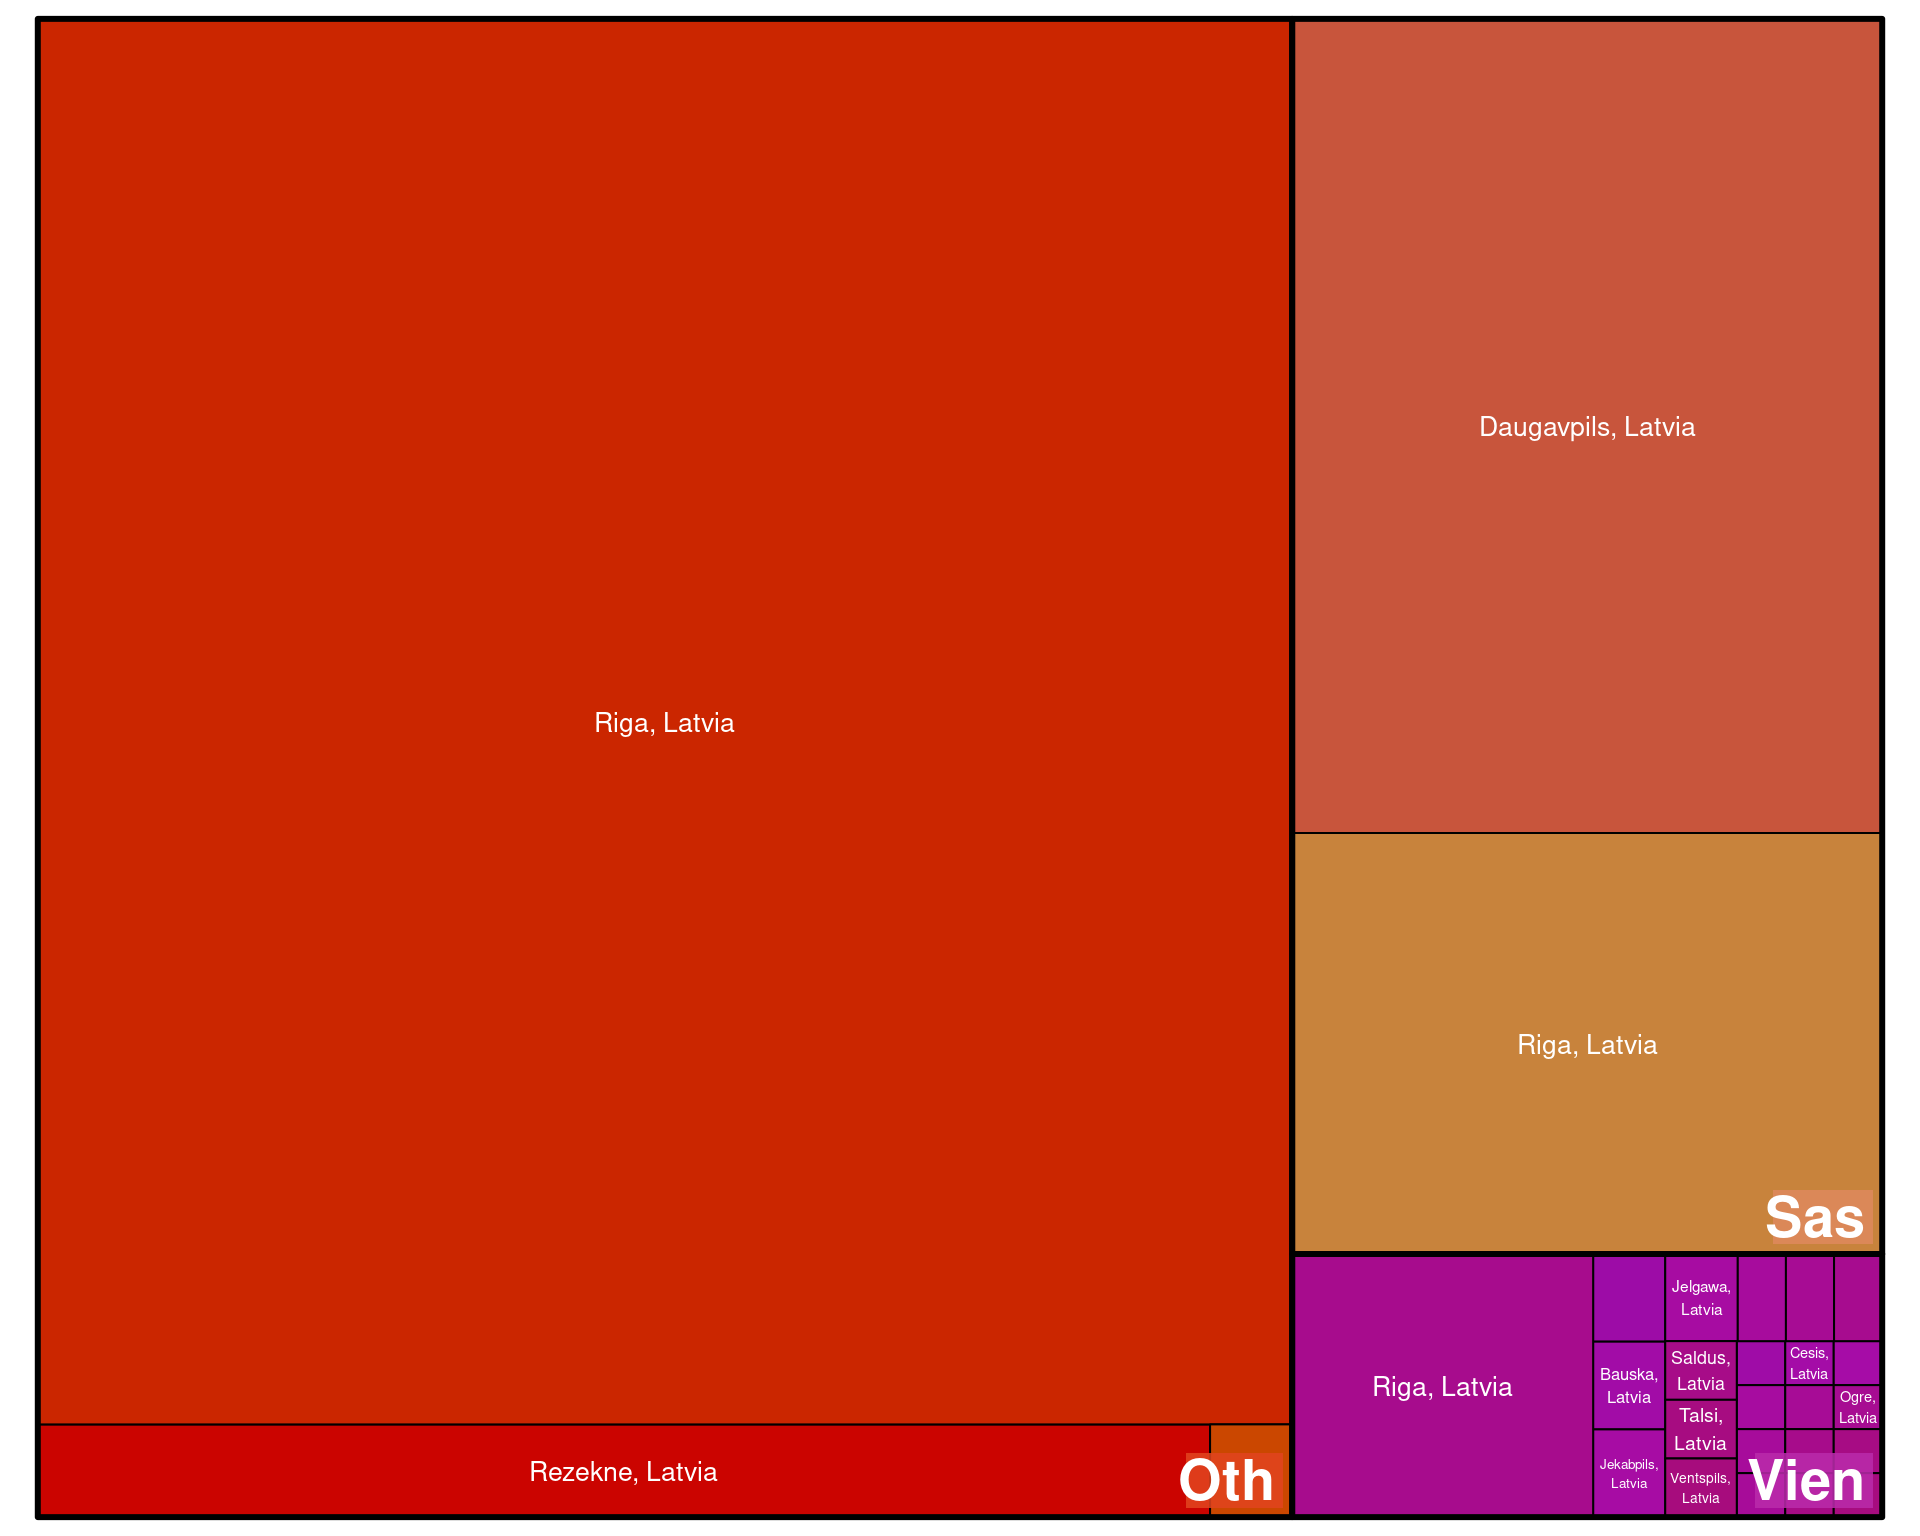 Riga, Latvia
Rezekne, Latvia
Oth
Daugavpils, Latvia
Riga, Latvia
Sas
Riga, Latvia
Bauska,
Latvia
Jekabpils,
Latvia
Jelgawa,
Latvia
Saldus,
Latvia
Talsi,
Latvia
Ventspils,
Latvia
Cesis,
Latvia
Ogre,
Latvia
Vien